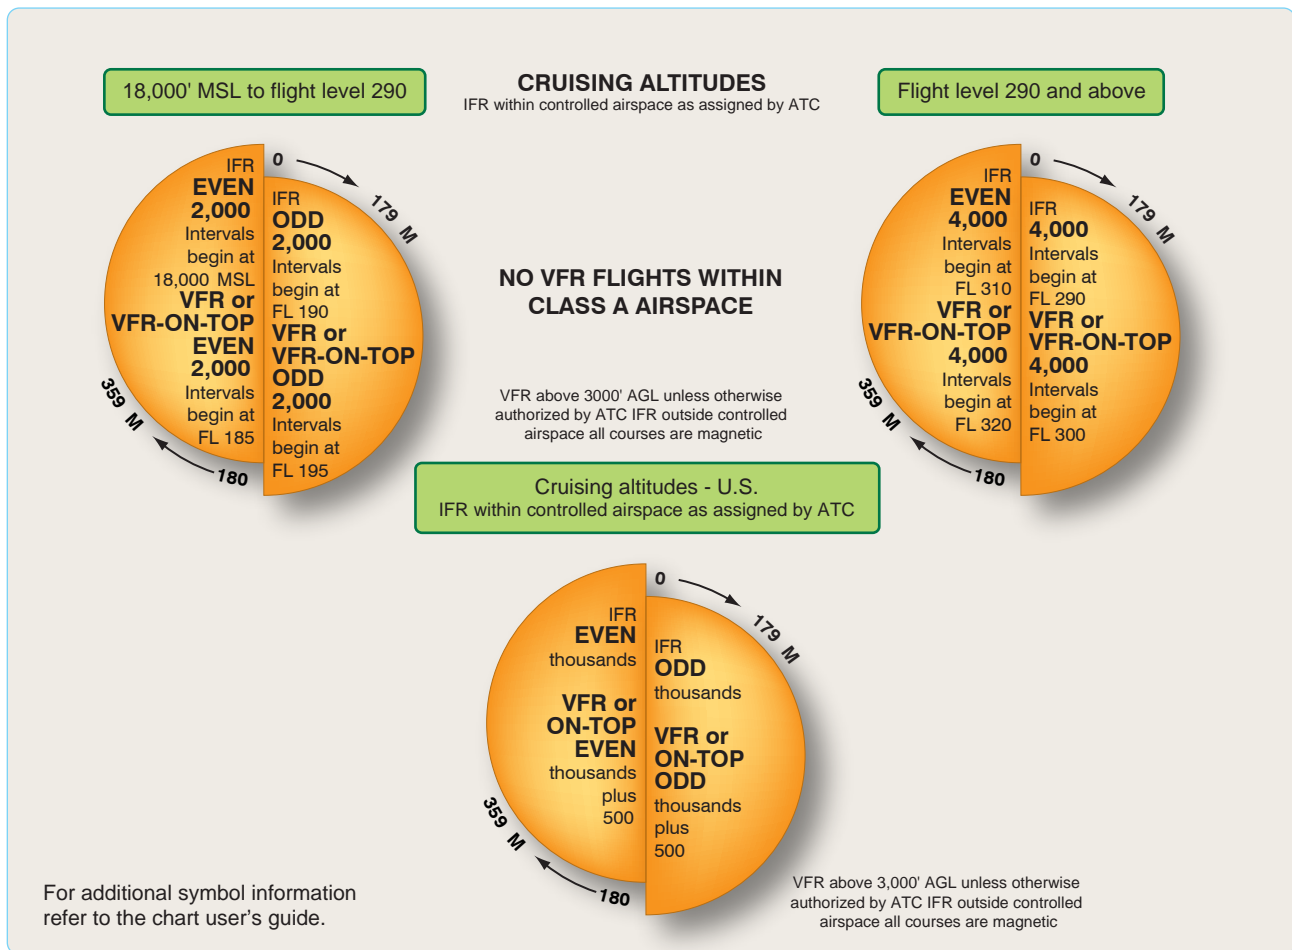 18,000' MSL to flight level 290
CRUISING ALTITUDES
IFR within controlled airspace as assigned by ATC
Flight level 290 and above
IFR
EVEN
2,000
Intervals
begin at
18,000 MSL
VFR or
VFR-ON-TOP
EVEN
2,000
Intervals
begin at
FL 185
0
179 M
IFR
ODD
2,000
Intervals
begin at
FL 190
VFR or
VFR-ON-TOP
ODD
2,000
Intervals
begin at
FL 195
180
359 M
NO VFR FLIGHTS WITHIN
CLASS A AIRSPACE
VFR above 3000' AGL unless otherwise
authorized by ATC IFR outside controlled
airspace all courses are magnetic
IFR
EVEN
4,000
Intervals
begin at
FL 310
VFR or
VFR-ON-TOP
4,000
Intervals
begin at
FL 320
0
179 M
IFR
4,000
Intervals
begin at
FL 290
VFR or
VFR-ON-TOP
4,000
Intervals
begin at
FL 300
180
359 M
Cruising altitudes - U.S.
IFR within controlled airspace as assigned by ATC
IFR
EVEN
thousands
VFR or
ON-TOP
EVEN
thousands
plus
500
0
179 M
IFR
ODD
thousands
VFR or
ON-TOP
ODD
thousands
plus
500
180
359 M
For additional symbol information
refer to the chart user's guide.
VFR above 3,000' AGL unless otherwise
authorized by ATC IFR outside controlled
airspace all courses are magnetic